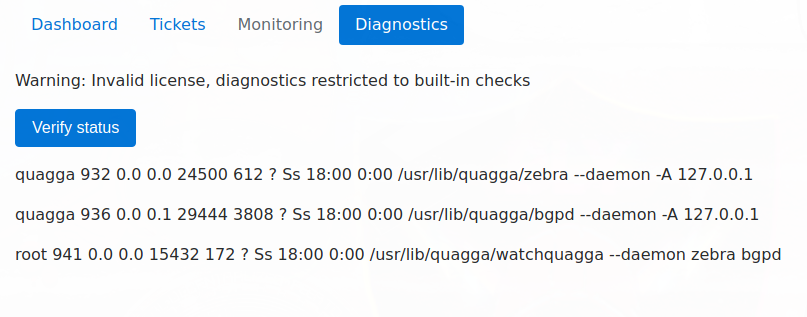 Dashboard Tickets Monitoring Diagnostics
Warning: Invalid license, diagnostics restricted to built-in checks
Verify status
quagga 932 0.0 0.0 24500 612 ? Ss 18:00 0:00 /usr/lib/quagga/zebra --daemon -A 127.0.0.1
quagga 936 0.0 0.1 29444 3808 ? Ss 18:00 0:00 /usr/lib/quagga/bgpd --daemon -A 127.0.0.1
root 941 0.0 0.0 15432 172 ? Ss 18:00 0:00 /usr/lib/quagga/watchquagga --daemon zebra bgpd